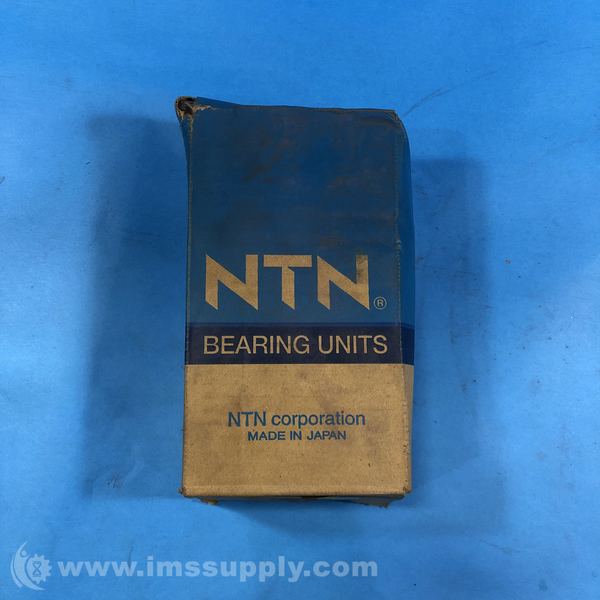 NTN®
BEARING UNITS
NTN corporation
MADE IN JAPAN
www.imssupply.com